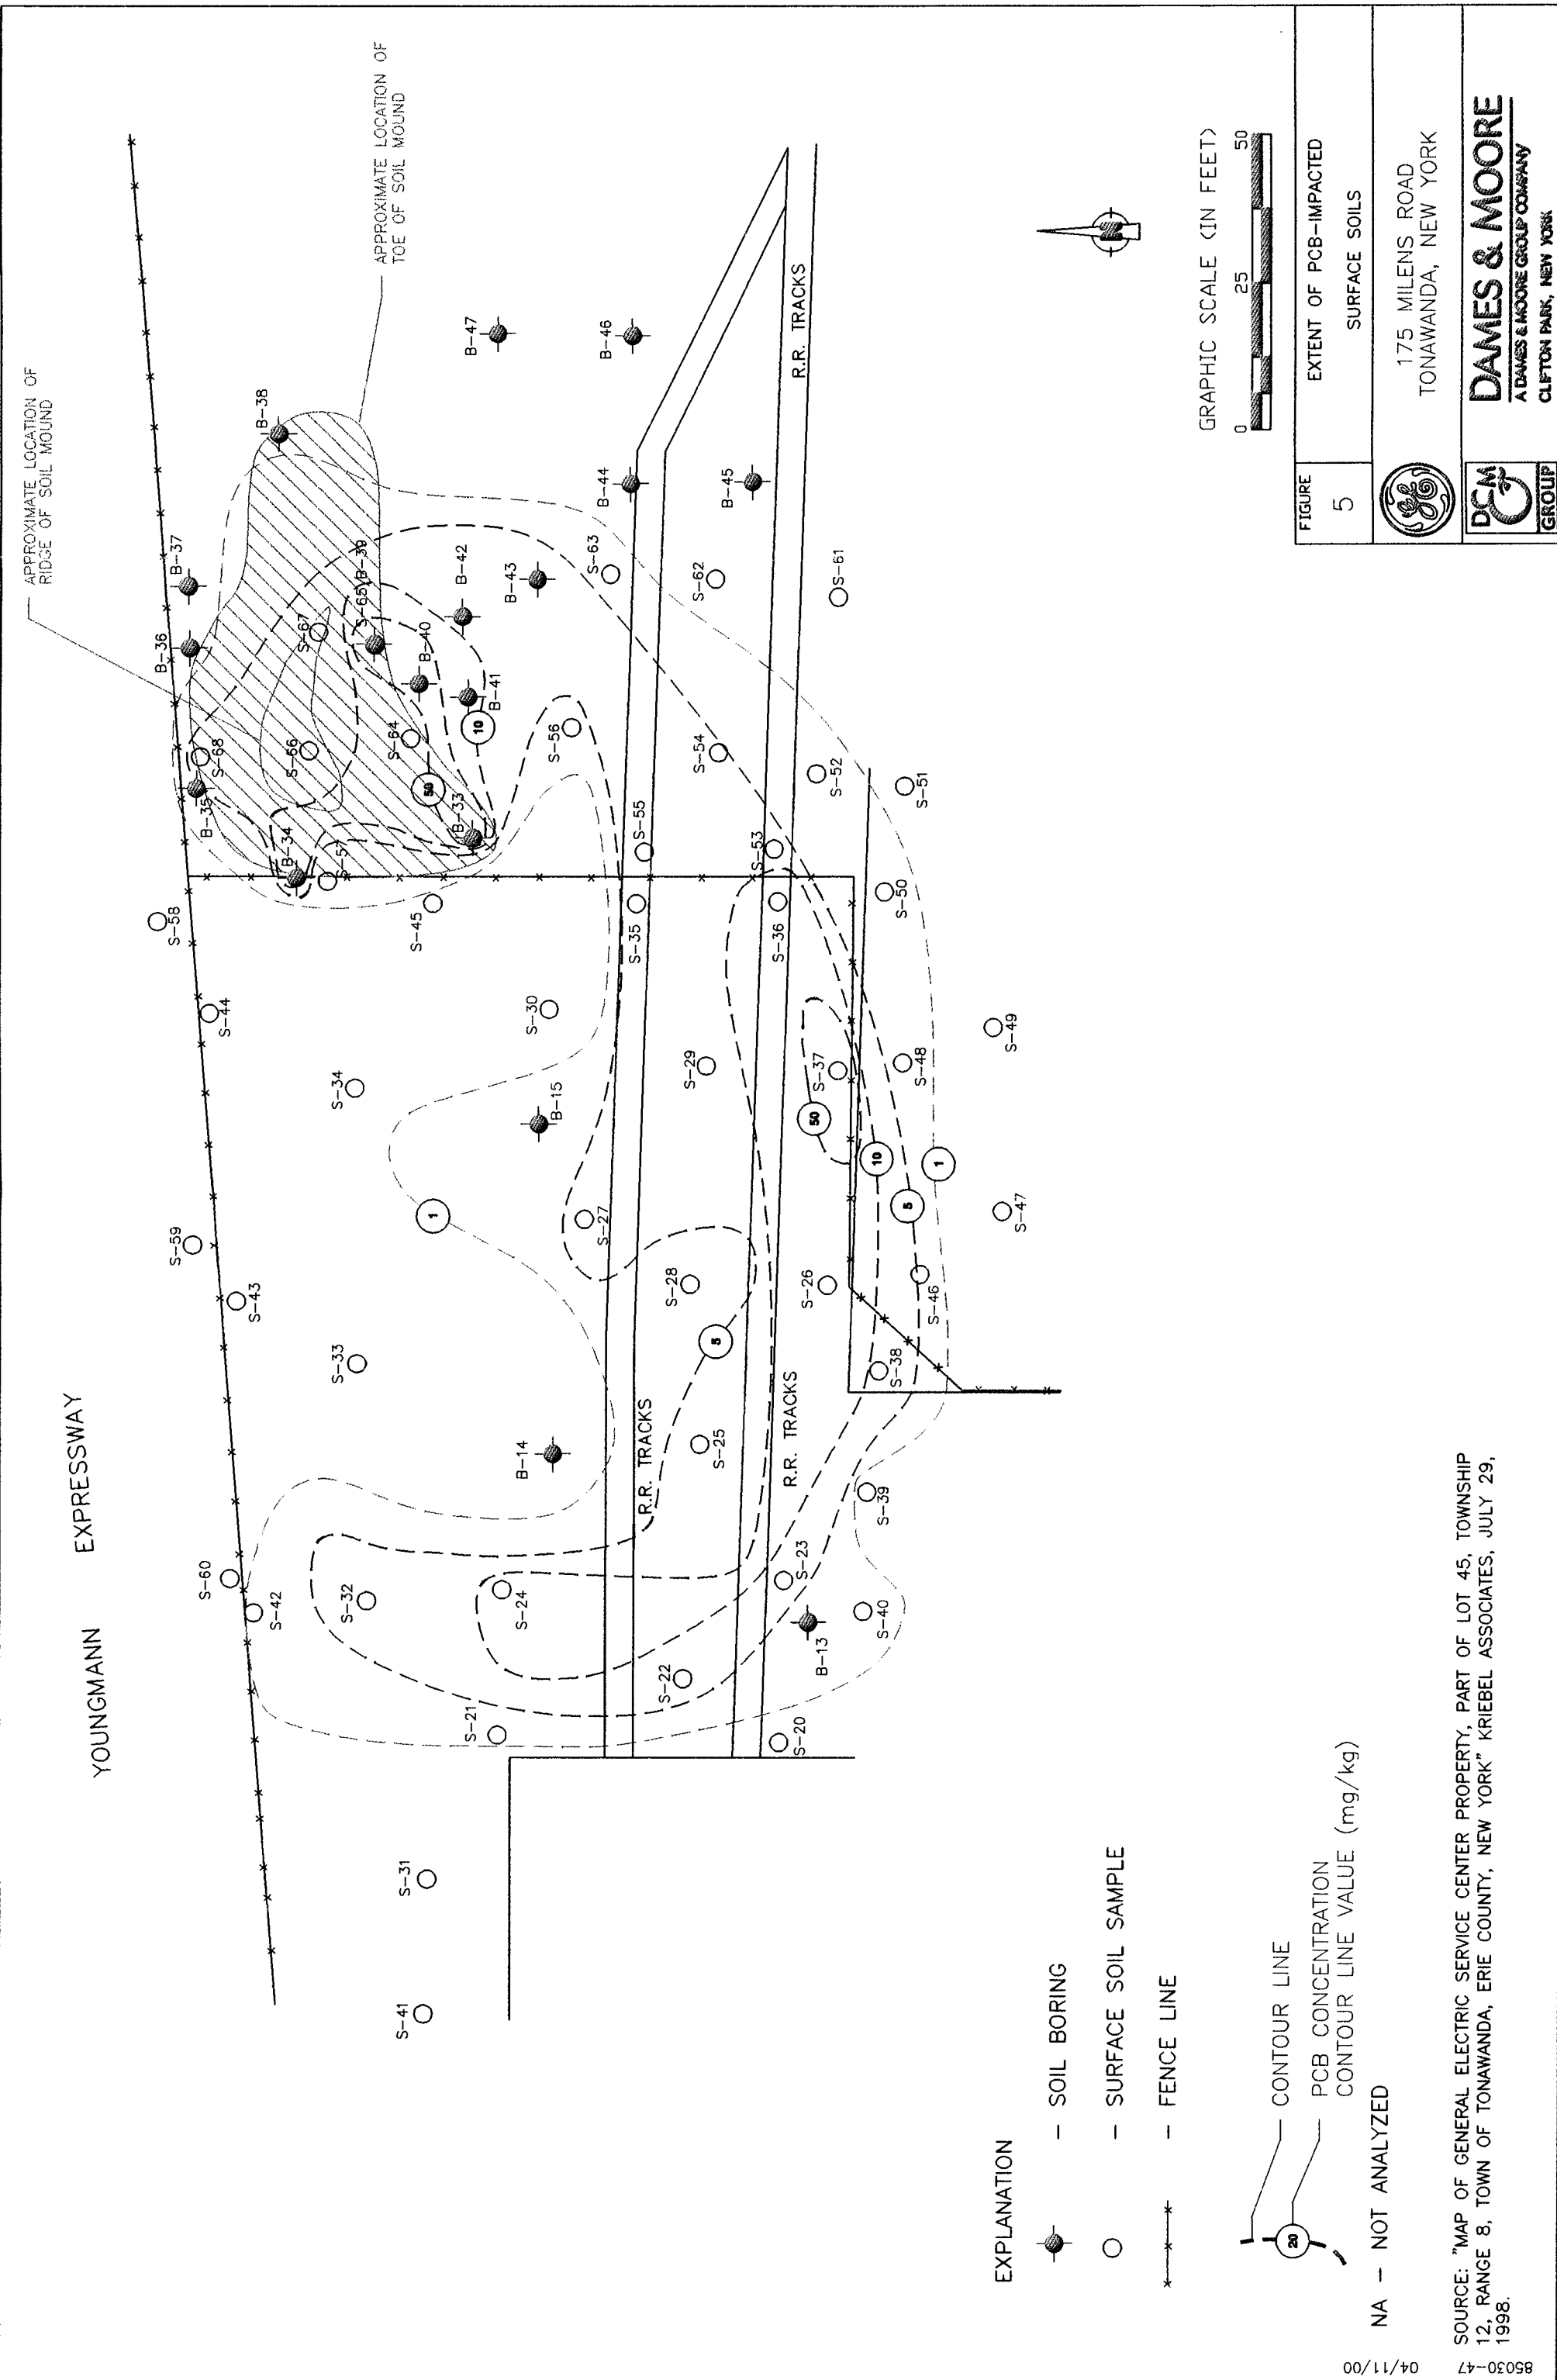 YOUNGMANN EXPRESSWAY
APPROXIMATE LOCATION OF
RIDGE OF SOIL MOUND
APPROXIMATE LOCATION OF
TOE OF SOIL MOUND
S-41
S-31
S-60
S-42
S-32
S-21
S-24
S-22
S-20
S-23
B-13
S-40
S-39
B-14
S-33
S-43
S-59
S-25
R.R. TRACKS
R.R. TRACKS
5
S-28
S-27
S-26
S-38
S-46
S-47
1
B-15
S-34
S-44
S-58
S-30
S-29
S-37
50
10
5
1
S-48
S-49
S-45
S-35
S-36
S-50
S-53
S-55
S-51
S-52
S-54
S-56
S-57
B-34
B-33
B-35
S-68
S-66
S-64
50
10
B-41
B-40
S-67
S-65
B-39
B-36
B-37
B-38
B-42
B-43
S-63
S-62
S-61
B-44
B-45
B-46
B-47
R.R. TRACKS
N
EXPLANATION
- SOIL BORING
- SURFACE SOIL SAMPLE
- FENCE LINE
CONTOUR LINE
20
PCB CONCENTRATION
CONTOUR LINE VALUE (mg/kg)
NA - NOT ANALYZED
SOURCE: "MAP OF GENERAL ELECTRIC SERVICE CENTER PROPERTY, PART OF LOT 45, TOWNSHIP
12, RANGE 8, TOWN OF TONAWANDA, ERIE COUNTY, NEW YORK" KRIEBEL ASSOCIATES, JULY 29,
1998.
04/11/00
85030-47
GRAPHIC SCALE (IN FEET)
0 25 50
FIGURE
5
EXTENT OF PCB-IMPACTED
SURFACE SOILS
GE
175 MILENS ROAD
TONAWANDA, NEW YORK
DCM
GROUP
DAMES & MOORE
A DAMES & MOORE GROUP COMPANY
CLIFTON PARK, NEW YORK